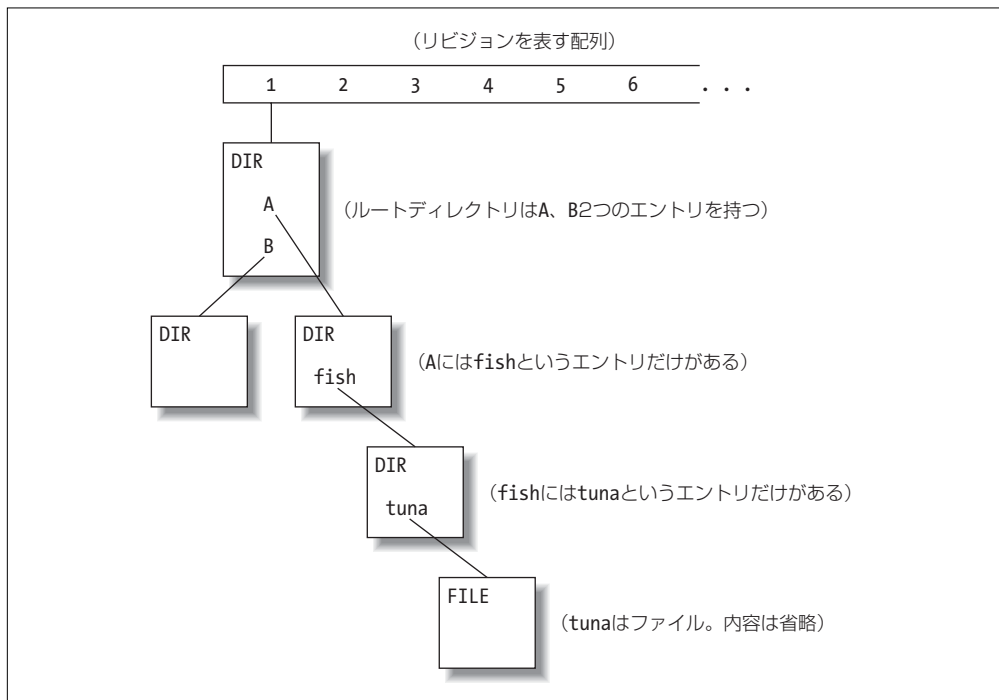 (リビジョンを表す配列)
1 2 3 4 5 6 . . .
DIR
A
(ルートディレクトリはA、B2つのエントリを持つ)
B
DIR
DIR
(Aにはfishというエントリだけがある)
fish
DIR
(fishにはtunaというエントリだけがある)
tuna
FILE
(tunaはファイル。内容は省略)